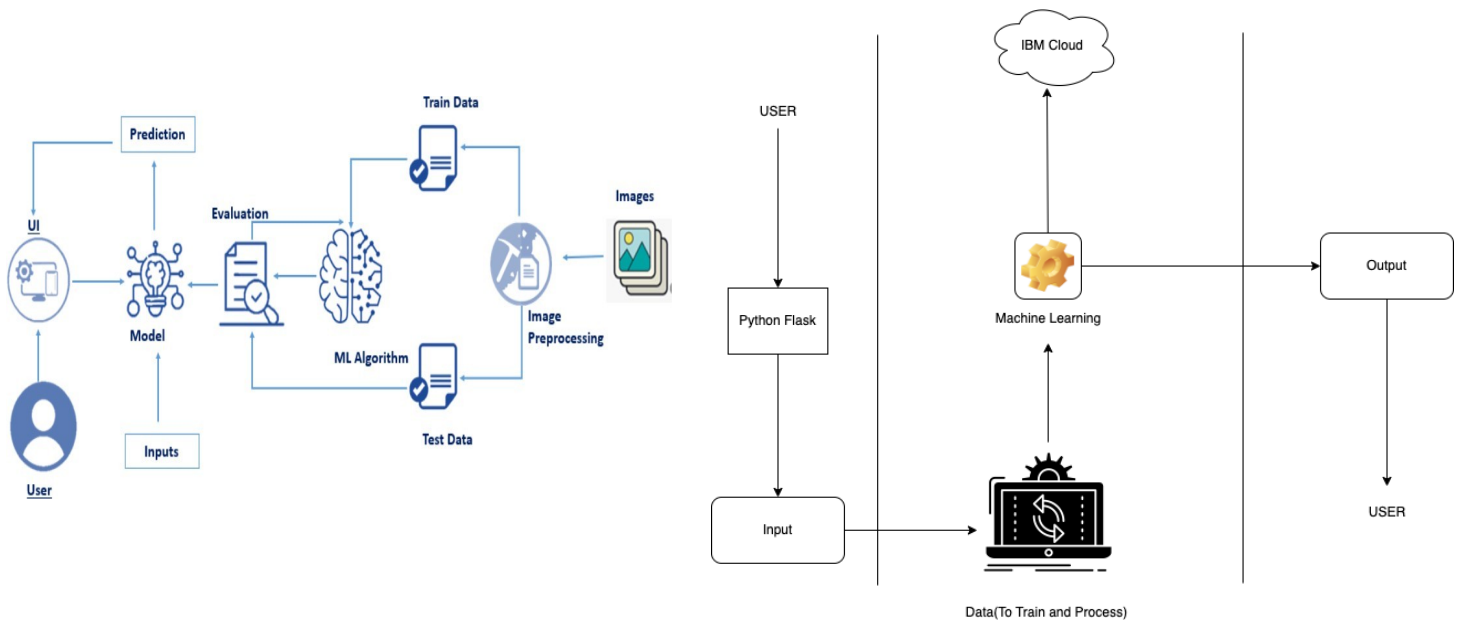 Train Data
Prediction
Images
Evaluation
UI
Image
Preprocessing
Model
ML Algorithm
Test Data
Inputs
User
IBM Cloud
USER
Python Flask
Input
Machine Learning
Data(To Train and Process)
Output
USER